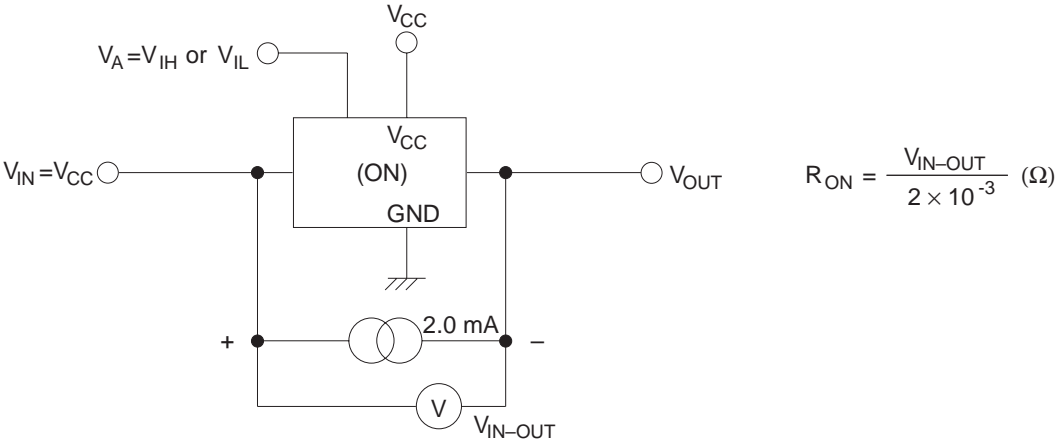 V_CC
V_A=V_IH or V_IL
V_CC
V_IN=V_CC
(ON)
V_OUT
R_ON = V_IN–OUT / 2 × 10^-3 (Ω)
GND
2.0 mA
+
–
V
V_IN–OUT